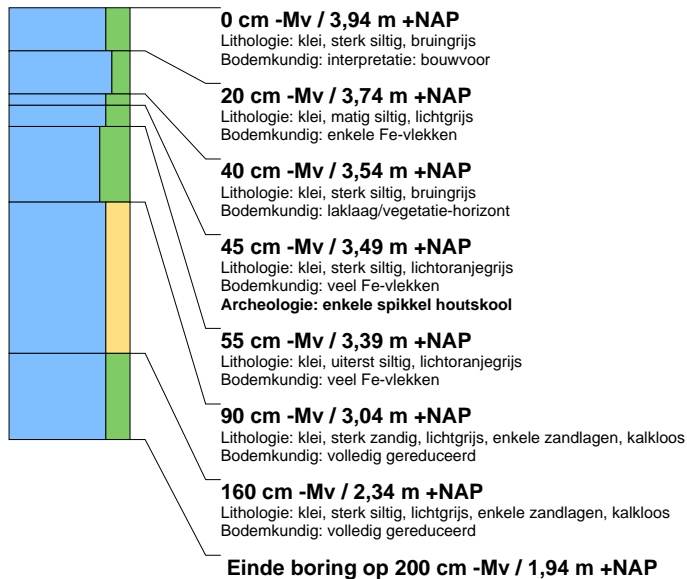 0 cm -Mv / 3,94 m +NAP
Lithologie: klei, sterk siltig, bruingrijs
Bodemkundig: interpretatie: bouwvoor
20 cm -Mv / 3,74 m +NAP
Lithologie: klei, matig siltig, lichtgrijs
Bodemkundig: enkele Fe-vlekken
40 cm -Mv / 3,54 m +NAP
Lithologie: klei, sterk siltig, bruingrijs
Bodemkundig: laklaag/vegetatie-horizont
45 cm -Mv / 3,49 m +NAP
Lithologie: klei, sterk siltig, lichtoranjegrijs
Bodemkundig: veel Fe-vlekken
Archeologie: enkele spikkel houtskool
55 cm -Mv / 3,39 m +NAP
Lithologie: klei, uiterst siltig, lichtoranjegrijs
Bodemkundig: veel Fe-vlekken
90 cm -Mv / 3,04 m +NAP
Lithologie: klei, sterk zandig, lichtgrijs, enkele zandlagen, kalkloos
Bodemkundig: volledig gereduceerd
160 cm -Mv / 2,34 m +NAP
Lithologie: klei, sterk siltig, lichtgrijs, enkele zandlagen, kalkloos
Bodemkundig: volledig gereduceerd
Einde boring op 200 cm -Mv / 1,94 m +NAP